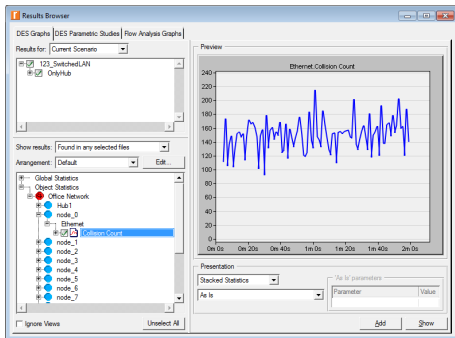 Results Browser
DES Graphs DES Parametric Studies Flow Analysis Graphs
Results for: Current Scenario
123_SwitchedLAN
OnlyHub
Show results: Found in any selected files
Arrangement: Default Edit...
Global Statistics
Object Statistics
Office Network
Hub1
node_0
Ethernet
Collision Count
node_1
node_2
node_3
node_4
node_5
node_6
node_7
Ignore Views Unselect All
Preview
Ethernet.Collision Count
240
220
200
180
160
140
120
100
80
60
40
20
0
0m 0s 0m 20s 0m 40s 1m 0s 1m 20s 1m 40s 2m 0s
Presentation
Stacked Statistics
As Is
'As Is' parameters
Parameter Value
Add Show